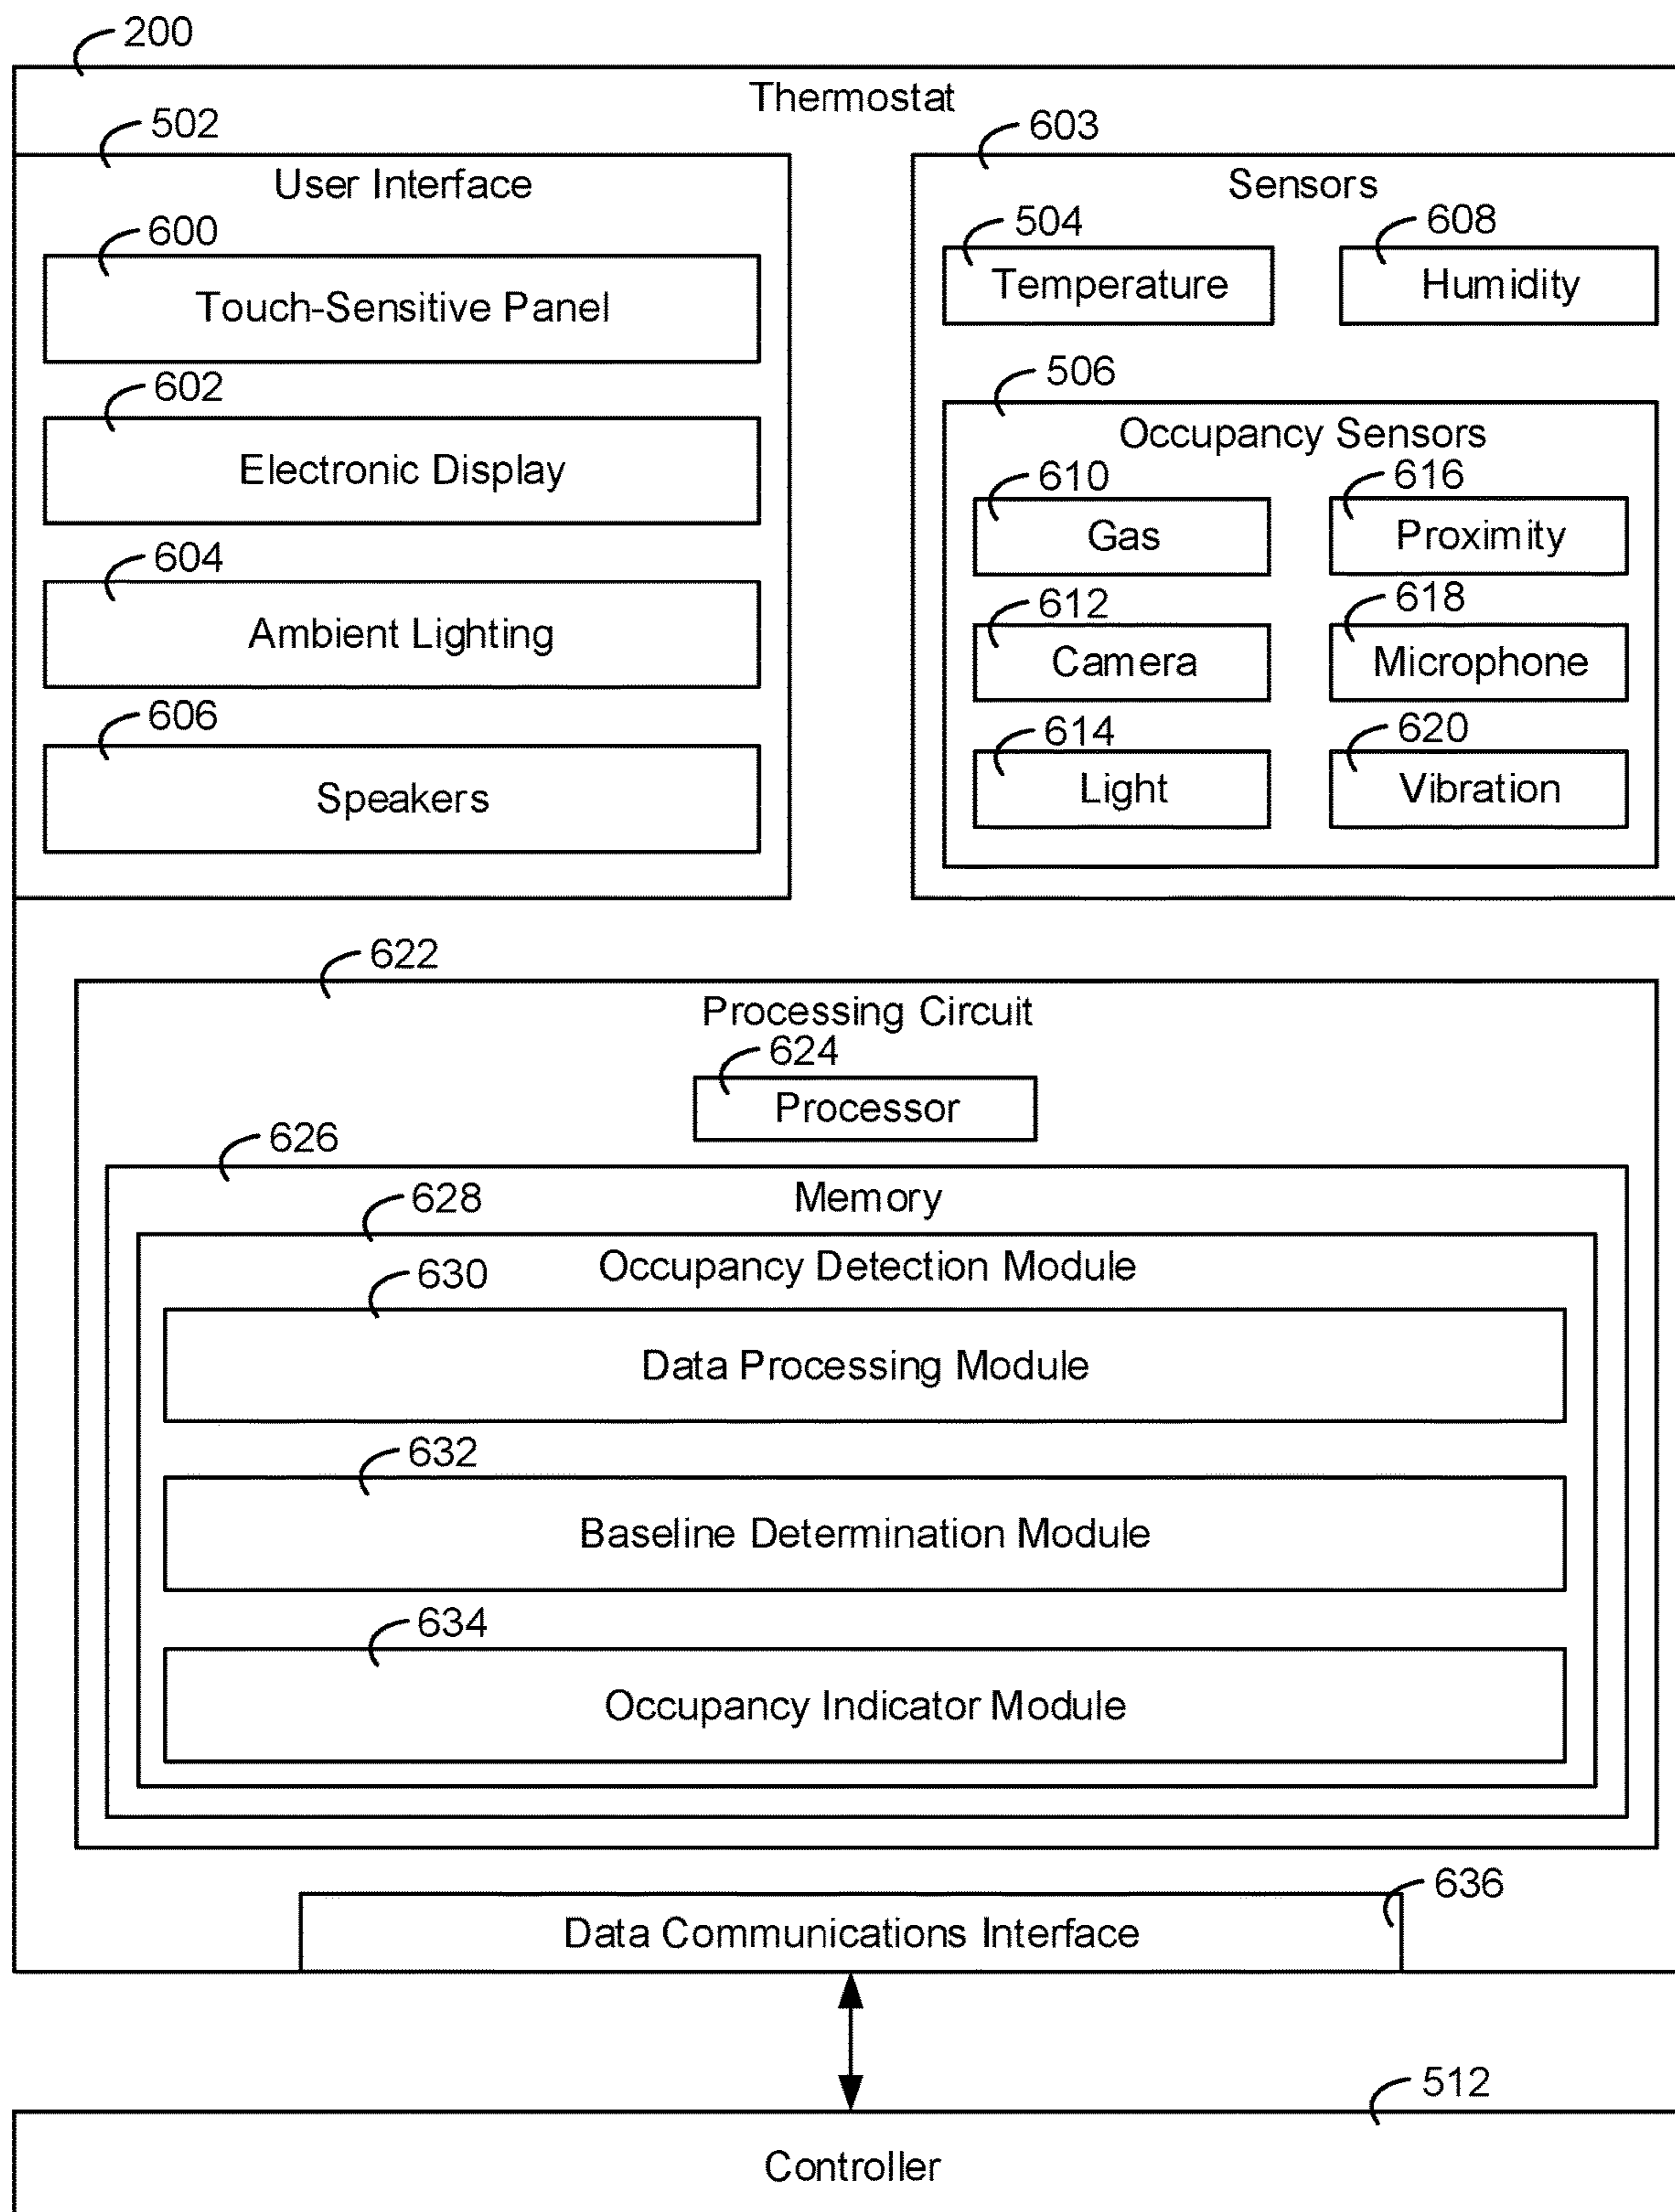 200
Thermostat
502
User Interface
600
Touch-Sensitive Panel
602
Electronic Display
604
Ambient Lighting
606
Speakers
603
Sensors
504
Temperature
608
Humidity
506
Occupancy Sensors
610
Gas
616
Proximity
612
Camera
618
Microphone
614
Light
620
Vibration
622
Processing Circuit
624
Processor
626
Memory
628
Occupancy Detection Module
630
Data Processing Module
632
Baseline Determination Module
634
Occupancy Indicator Module
636
Data Communications Interface
512
Controller